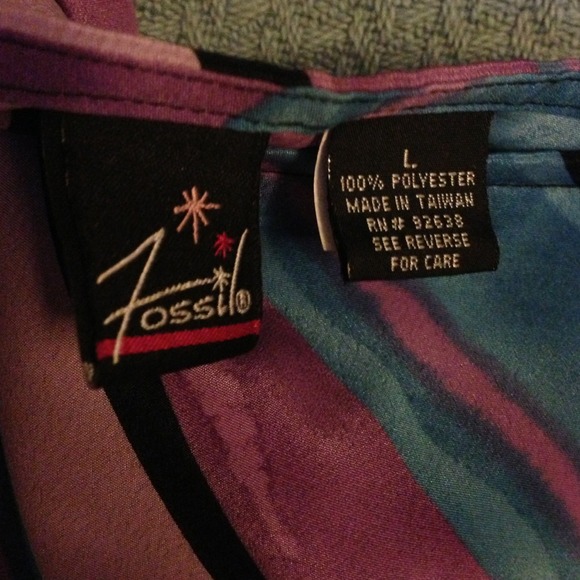 Fossil®
L
100% POLYESTER
MADE IN TAIWAN
RN# 92638
SEE REVERSE
FOR CARE